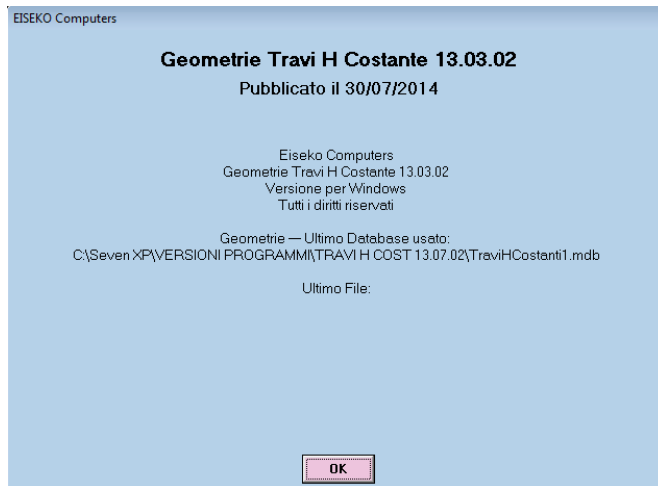 EISEKO Computers
Geometrie Travi H Costante 13.03.02
Pubblicato il 30/07/2014
Eiseko Computers
Geometrie Travi H Costante 13.03.02
Versione per Windows
Tutti i diritti riservati
Geometrie — Ultimo Database usato:
C:\Seven XP\VERSIONI PROGRAMMI\TRAVI H COST 13.07.02\TraviHCostanti1.mdb
Ultimo File:
OK